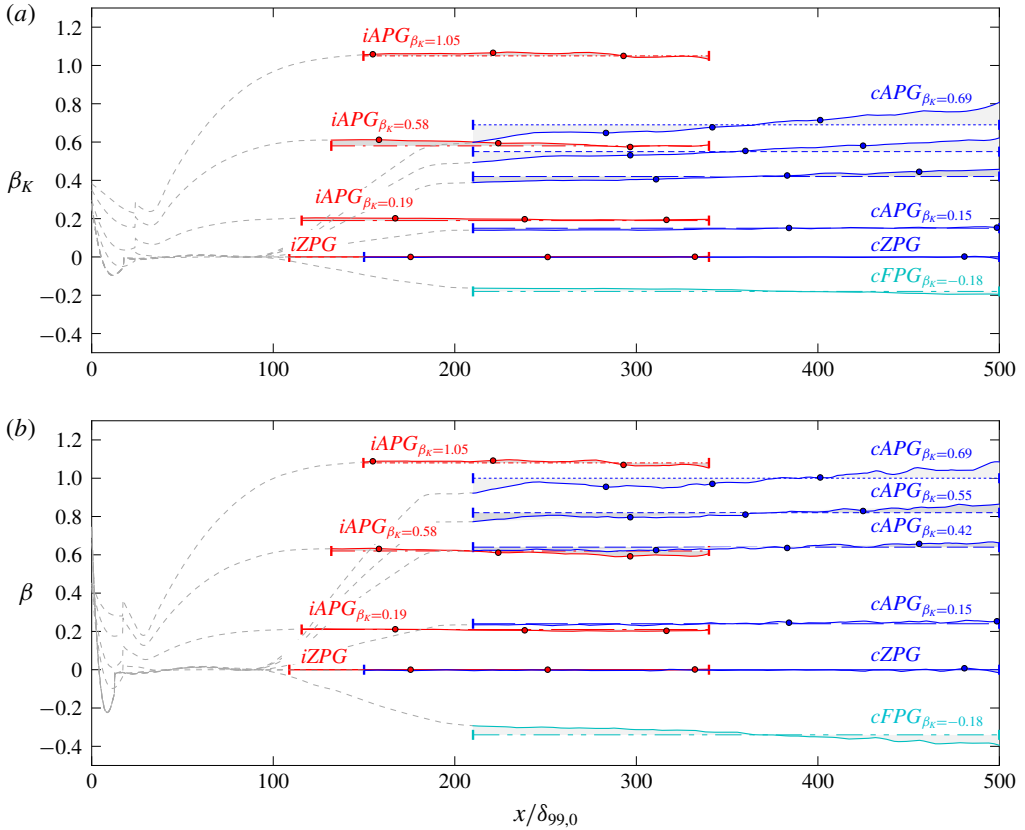 (a)
1.2
1.0
0.8
0.6
0.4
0.2
0
−0.2
−0.4
β_K
iAPG_{β_K=1.05}
cAPG_{β_K=0.69}
iAPG_{β_K=0.58}
iAPG_{β_K=0.19}
cAPG_{β_K=0.15}
iZPG
cZPG
cFPG_{β_K=−0.18}
0 100 200 300 400 500
(b)
1.2
1.0
0.8
0.6
0.4
0.2
0
−0.2
−0.4
β
iAPG_{β_K=1.05}
cAPG_{β_K=0.69}
cAPG_{β_K=0.55}
iAPG_{β_K=0.58}
cAPG_{β_K=0.42}
iAPG_{β_K=0.19}
cAPG_{β_K=0.15}
iZPG
cZPG
cFPG_{β_K=−0.18}
0 100 200 300 400 500
x/δ_{99,0}